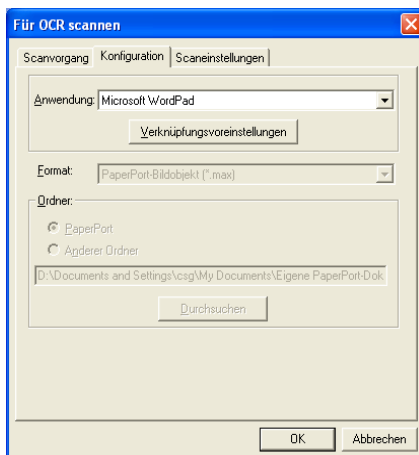 Für OCR scannen
Scanvorgang Konfiguration Scaneinstellungen
Anwendung: Microsoft WordPad
Verknüpfungsvoreinstellungen
Format: PaperPort-Bildobjekt (*.max)
Ordner:
PaperPort
Anderer Ordner
D:\Documents and Settings\csg\My Documents\Eigene PaperPort-Dok
Durchsuchen
OK Abbrechen